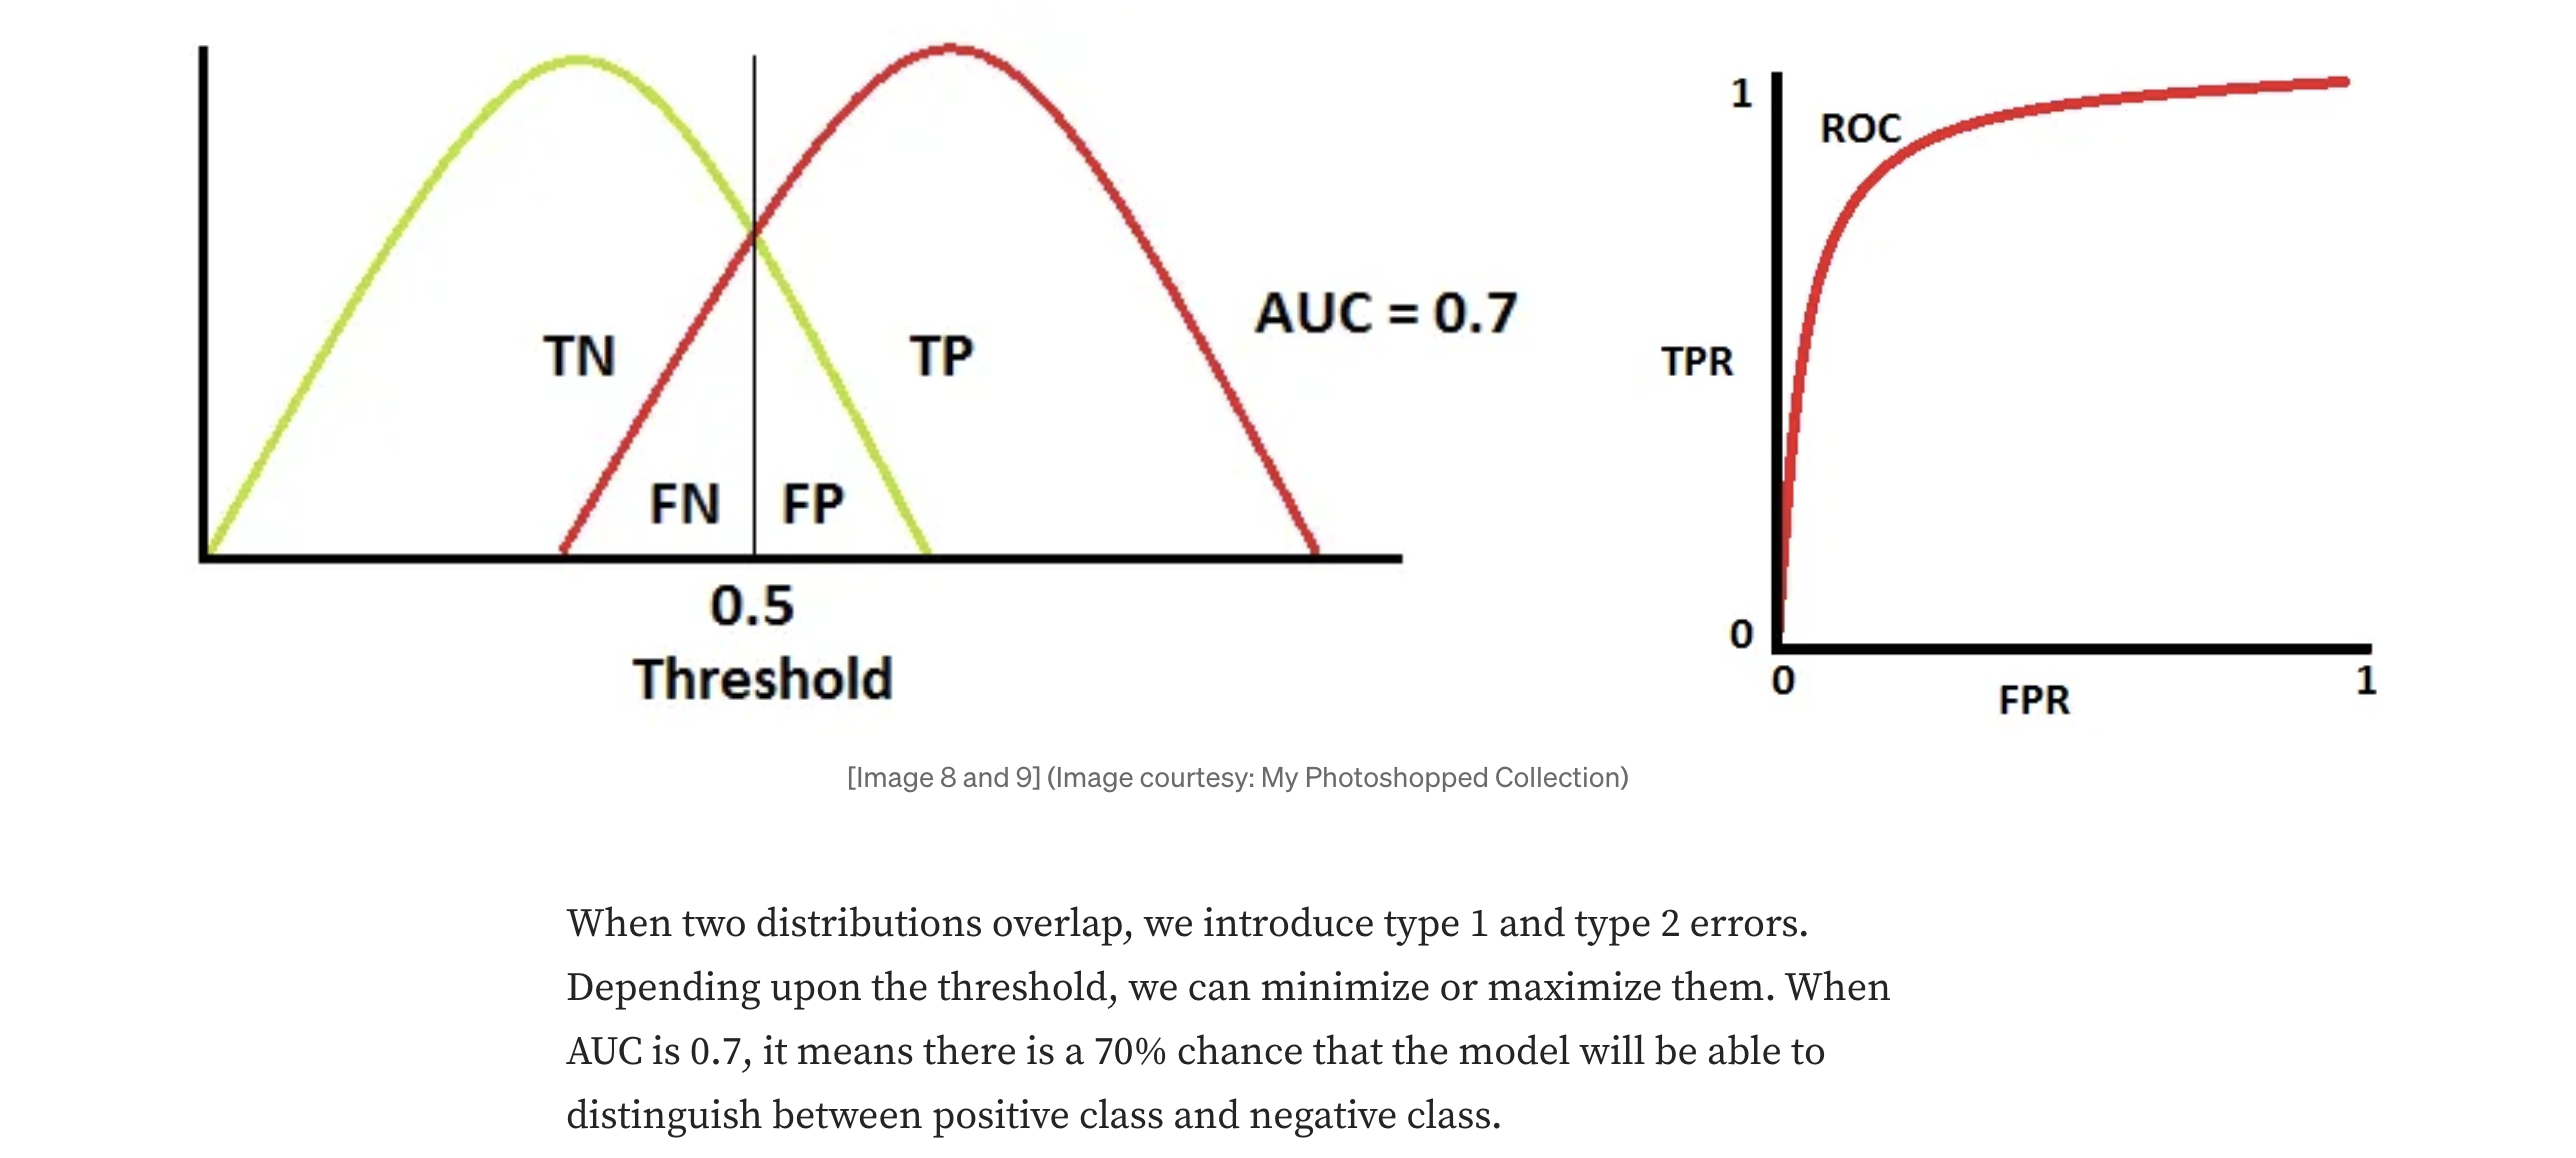 TN
TP
FN
FP
0.5
Threshold
AUC = 0.7
1
ROC
TPR
0
0
1
FPR
[Image 8 and 9] (Image courtesy: My Photoshopped Collection)
When two distributions overlap, we introduce type 1 and type 2 errors.
Depending upon the threshold, we can minimize or maximize them. When
AUC is 0.7, it means there is a 70% chance that the model will be able to
distinguish between positive class and negative class.